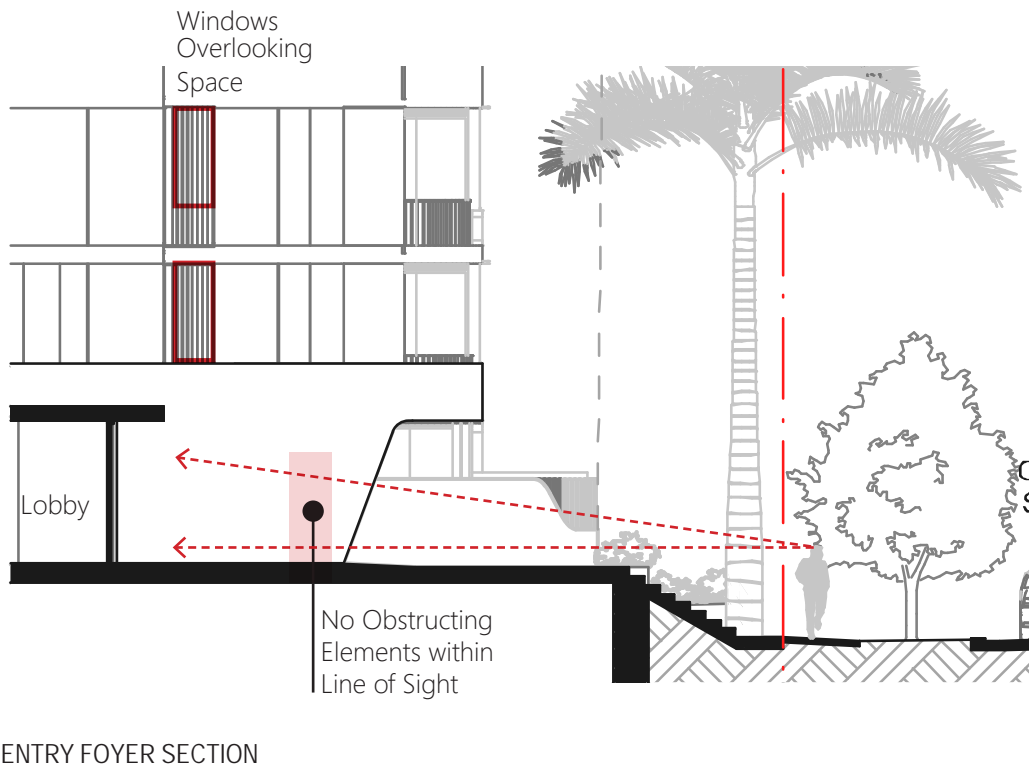 Windows
Overlooking
Space
Lobby
No Obstructing
Elements within
Line of Sight
ENTRY FOYER SECTION